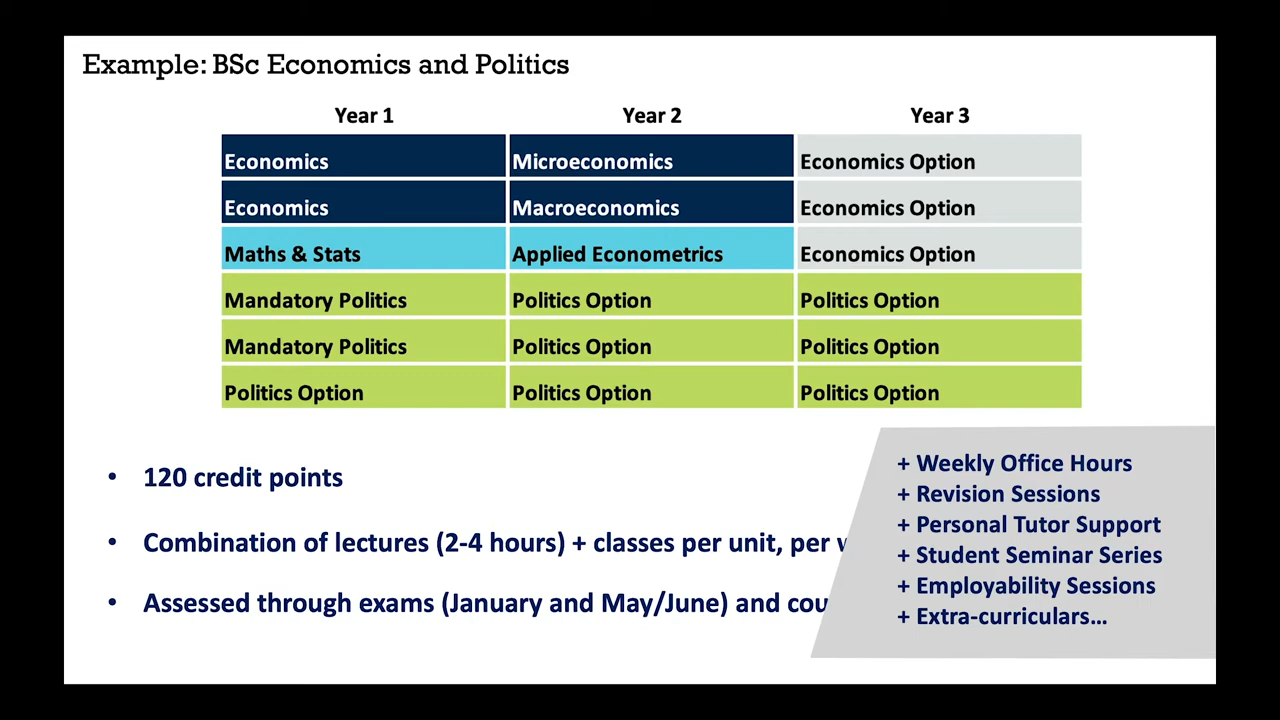 Example: BSc Economics and Politics
Year 1 Year 2 Year 3
Economics Microeconomics Economics Option
Economics Macroeconomics Economics Option
Maths & Stats Applied Econometrics Economics Option
Mandatory Politics Politics Option Politics Option
Mandatory Politics Politics Option Politics Option
Politics Option Politics Option Politics Option
• 120 credit points
• Combination of lectures (2-4 hours) + classes per unit, per
• Assessed through exams (January and May/June) and
+ Weekly Office Hours
+ Revision Sessions
+ Personal Tutor Support
+ Student Seminar Series
+ Employability Sessions
+ Extra-curriculars…